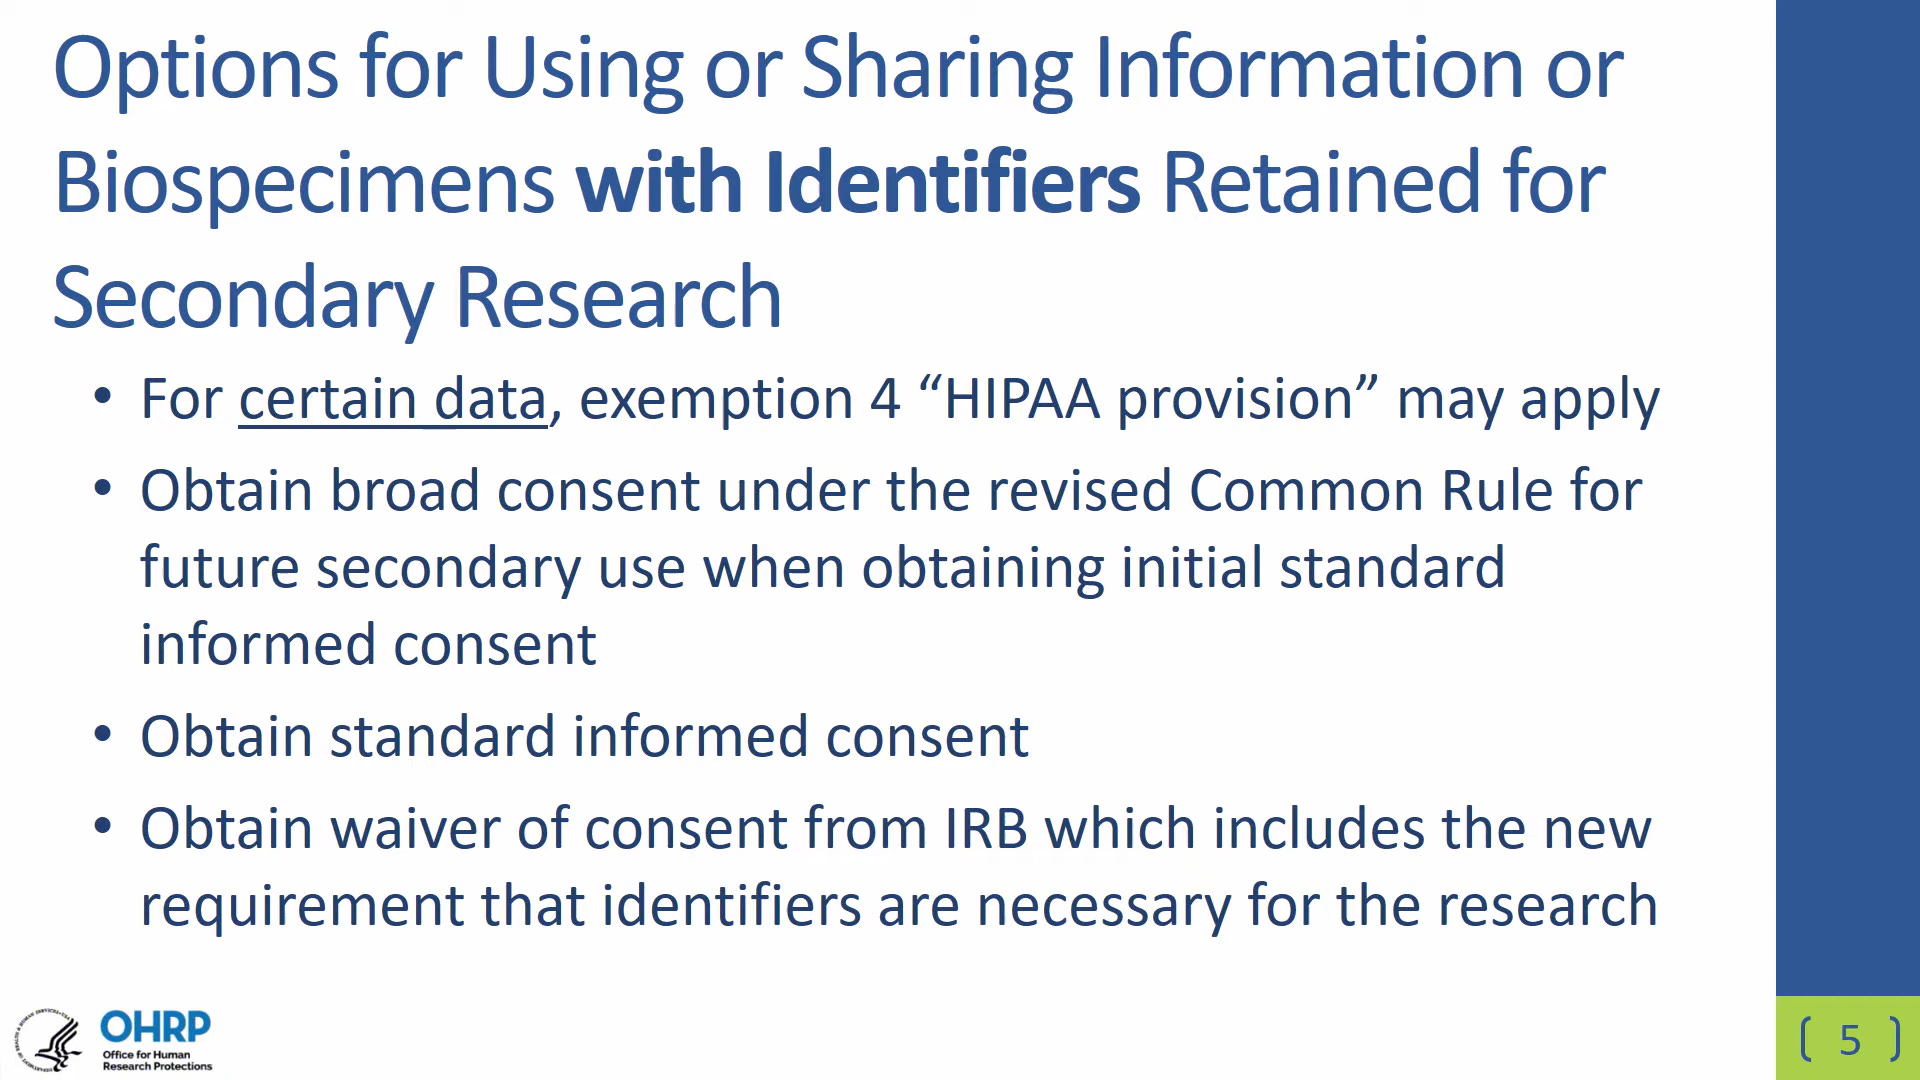 Options for Using or Sharing Information or
Biospecimens with Identifiers Retained for
Secondary Research
• For certain data, exemption 4 “HIPAA provision” may apply
• Obtain broad consent under the revised Common Rule for
future secondary use when obtaining initial standard
informed consent
• Obtain standard informed consent
• Obtain waiver of consent from IRB which includes the new
requirement that identifiers are necessary for the research
OHRP
Office for Human
Research Protections
5